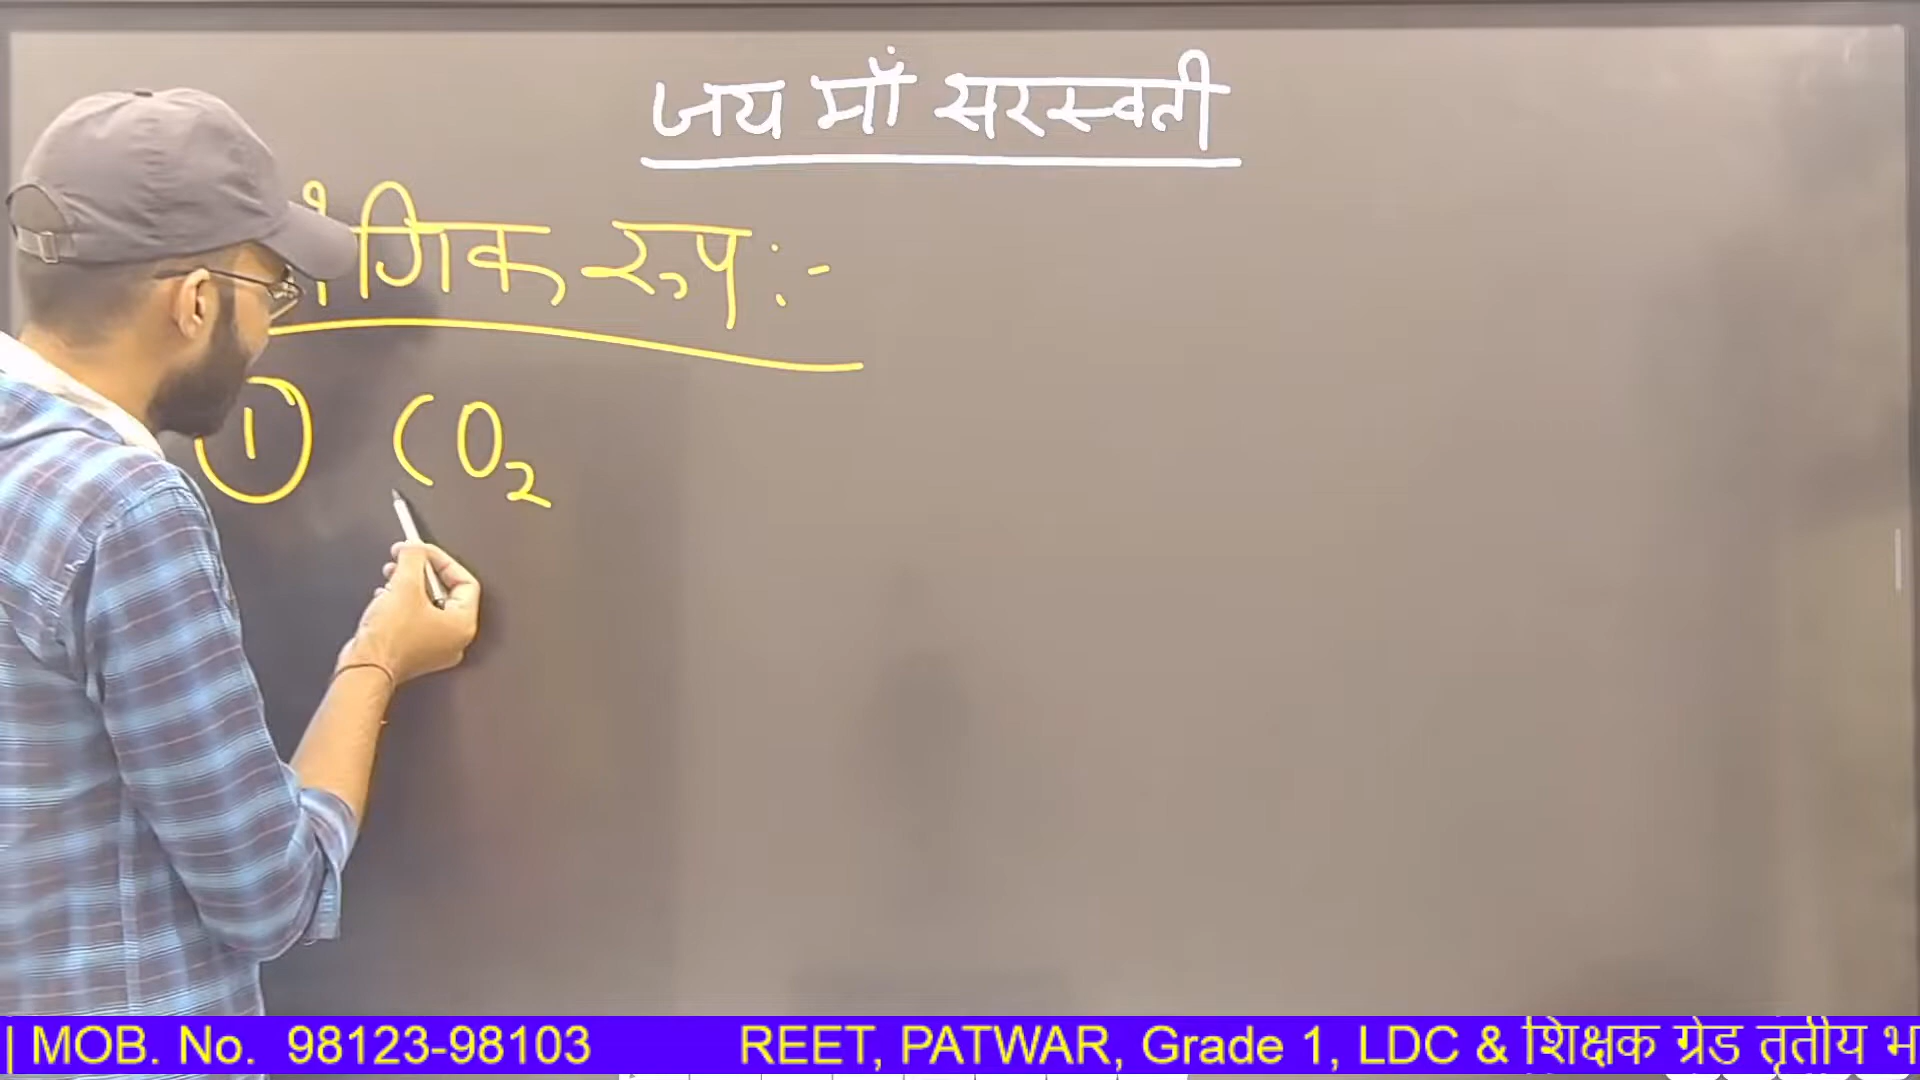 जय माँ सरस्वती
गिक रुप :-
① CO₂
| MOB. No. 98123-98103 REET, PATWAR, Grade 1, LDC & शिक्षक ग्रेड तृतीय भ